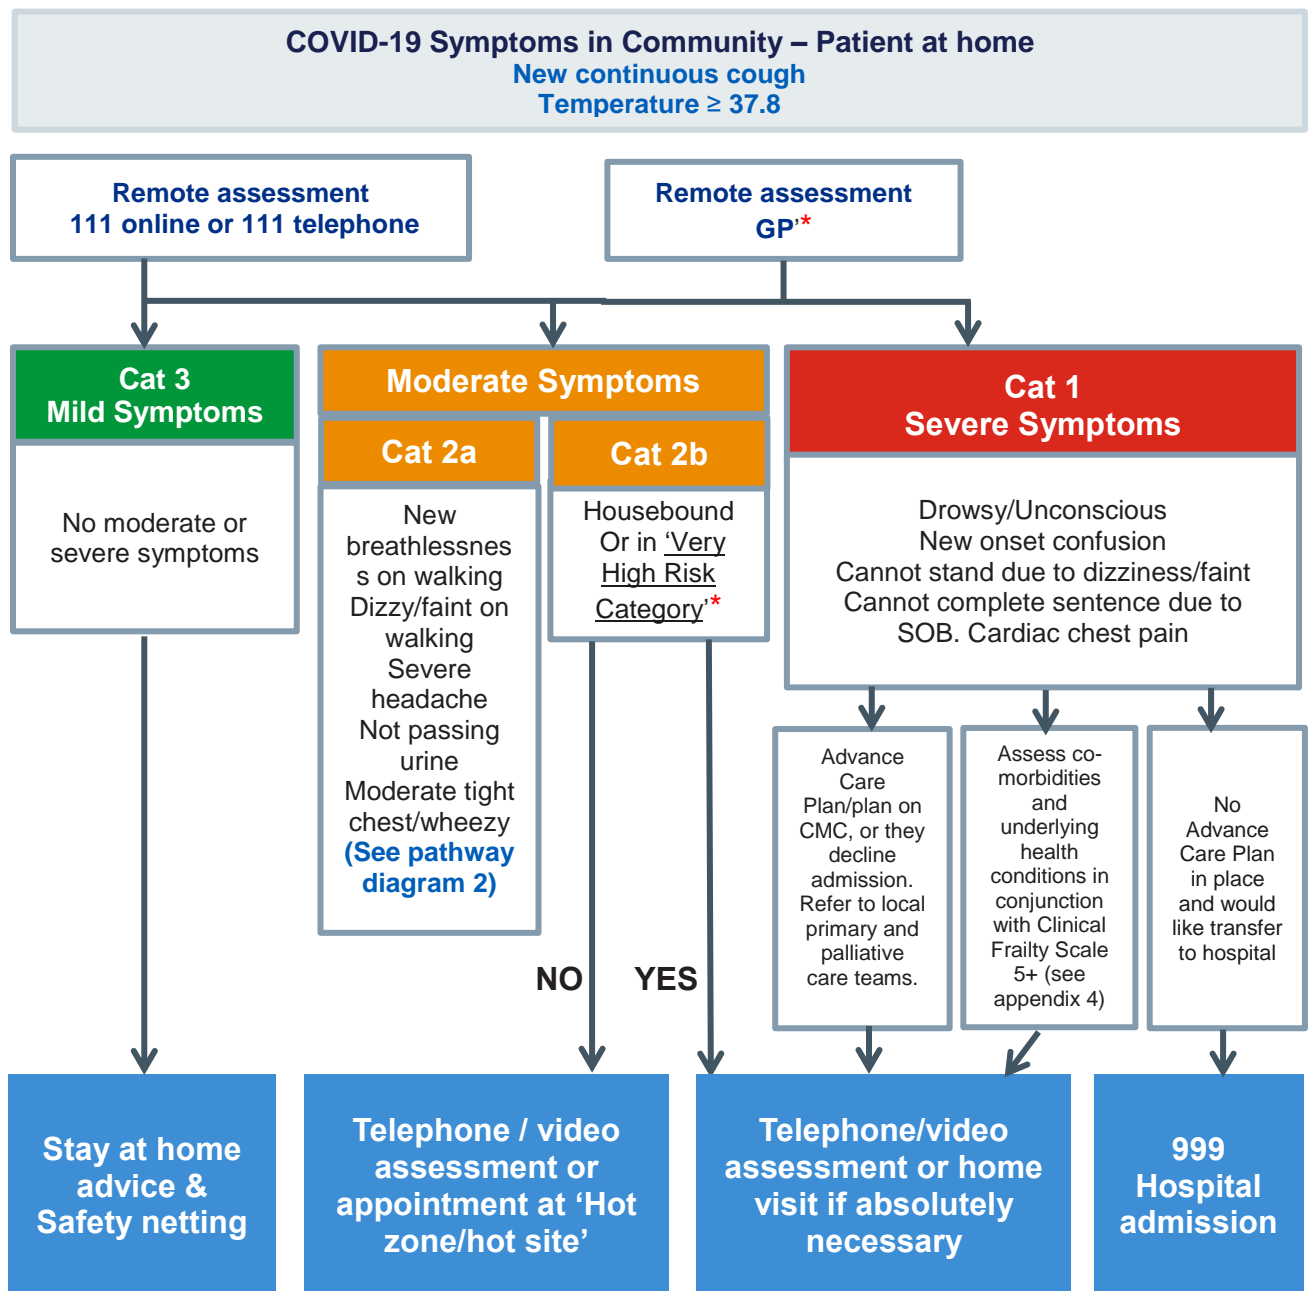 COVID-19 Symptoms in Community – Patient at home
New continuous cough
Temperature ≥ 37.8
Remote assessment
111 online or 111 telephone
Remote assessment
GP’*
Cat 3
Mild Symptoms
No moderate or
severe symptoms
Moderate Symptoms
Cat 2a
New
breathlessnes
s on walking
Dizzy/faint on
walking
Severe
headache
Not passing
urine
Moderate tight
chest/wheezy
(See pathway
diagram 2)
Cat 2b
Housebound
Or in ‘Very
High Risk
Category’*
NO
YES
Cat 1
Severe Symptoms
Drowsy/Unconscious
New onset confusion
Cannot stand due to dizziness/faint
Cannot complete sentence due to
SOB. Cardiac chest pain
Advance
Care
Plan/plan on
CMC, or they
decline
admission.
Refer to local
primary and
palliative
care teams.
Assess co-
morbidities
and
underlying
health
conditions in
conjunction
with Clinical
Frailty Scale
5+ (see
appendix 4)
No
Advance
Care Plan
in place
and would
like transfer
to hospital
Stay at home
advice &
Safety netting
Telephone / video
assessment or
appointment at ‘Hot
zone/hot site’
Telephone/video
assessment or home
visit if absolutely
necessary
999
Hospital
admission